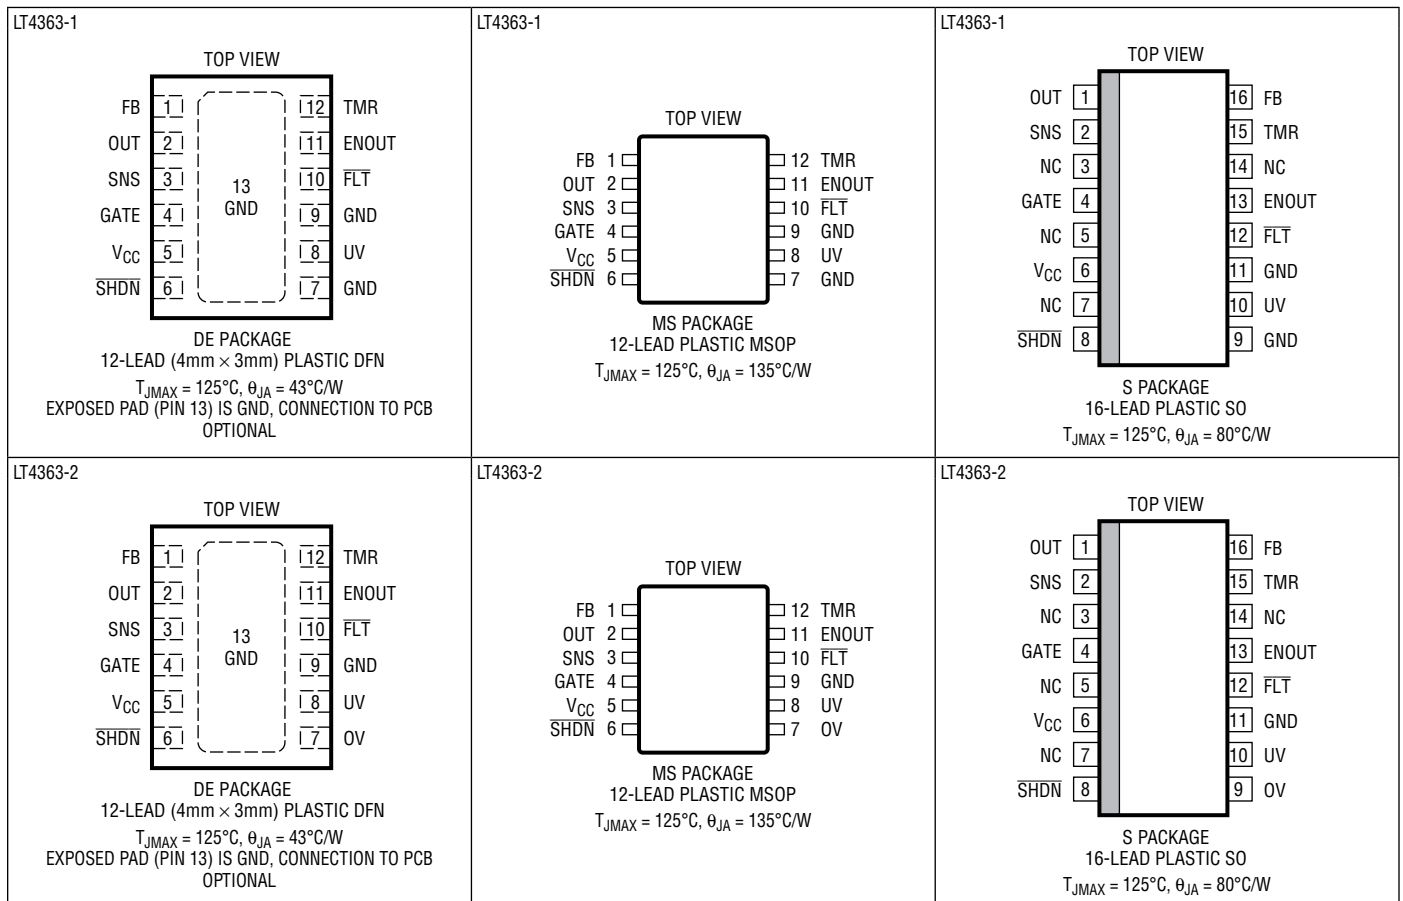 LT4363-1
TOP VIEW
FB 1 12 TMR
OUT 2 11 ENOUT
SNS 3 10 FLT
13
GND
GATE 4 9 GND
VCC 5 8 UV
SHDN 6 7 GND
DE PACKAGE
12-LEAD (4mm × 3mm) PLASTIC DFN
TJMAX = 125°C, θJA = 43°C/W
EXPOSED PAD (PIN 13) IS GND, CONNECTION TO PCB
OPTIONAL
LT4363-1
TOP VIEW
FB 1 12 TMR
OUT 2 11 ENOUT
SNS 3 10 FLT
GATE 4 9 GND
VCC 5 8 UV
SHDN 6 7 GND
MS PACKAGE
12-LEAD PLASTIC MSOP
TJMAX = 125°C, θJA = 135°C/W
LT4363-1
TOP VIEW
OUT 1 16 FB
SNS 2 15 TMR
NC 3 14 NC
GATE 4 13 ENOUT
NC 5 12 FLT
VCC 6 11 GND
NC 7 10 UV
SHDN 8 9 GND
S PACKAGE
16-LEAD PLASTIC SO
TJMAX = 125°C, θJA = 80°C/W
LT4363-2
TOP VIEW
FB 1 12 TMR
OUT 2 11 ENOUT
SNS 3 10 FLT
13
GND
GATE 4 9 GND
VCC 5 8 UV
SHDN 6 7 OV
DE PACKAGE
12-LEAD (4mm × 3mm) PLASTIC DFN
TJMAX = 125°C, θJA = 43°C/W
EXPOSED PAD (PIN 13) IS GND, CONNECTION TO PCB
OPTIONAL
LT4363-2
TOP VIEW
FB 1 12 TMR
OUT 2 11 ENOUT
SNS 3 10 FLT
GATE 4 9 GND
VCC 5 8 UV
SHDN 6 7 OV
MS PACKAGE
12-LEAD PLASTIC MSOP
TJMAX = 125°C, θJA = 135°C/W
LT4363-2
TOP VIEW
OUT 1 16 FB
SNS 2 15 TMR
NC 3 14 NC
GATE 4 13 ENOUT
NC 5 12 FLT
VCC 6 11 GND
NC 7 10 UV
SHDN 8 9 OV
S PACKAGE
16-LEAD PLASTIC SO
TJMAX = 125°C, θJA = 80°C/W